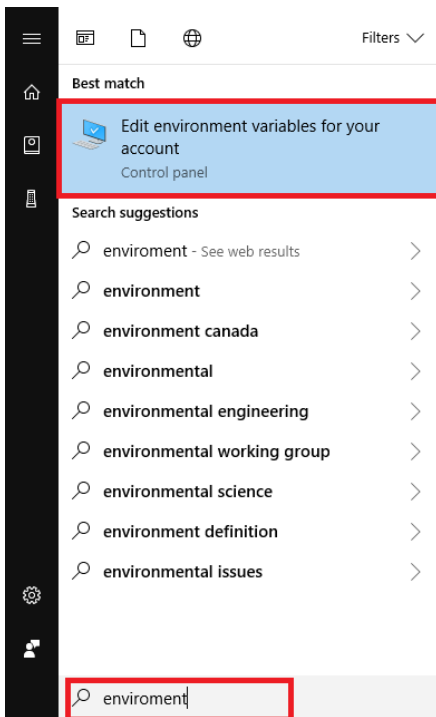 Filters
Best match
Edit environment variables for your
account
Control panel
Search suggestions
enviroment - See web results
environment
environment canada
environmental
environmental engineering
environmental working group
environmental science
environment definition
environmental issues
enviroment